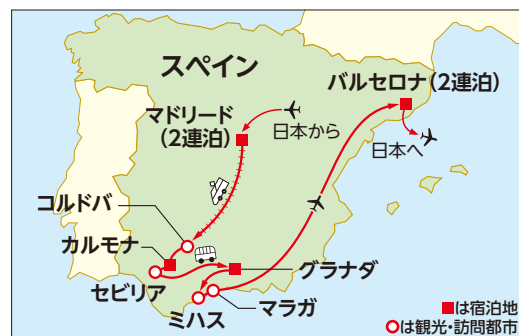 スペイン
バルセロナ(2連泊)
マドリード
(2連泊)
日本から
日本へ
コルドバ
カルモナ
セビリア
グラナダ
ミハス
マラガ
■は宿泊地
○は観光・訪問都市